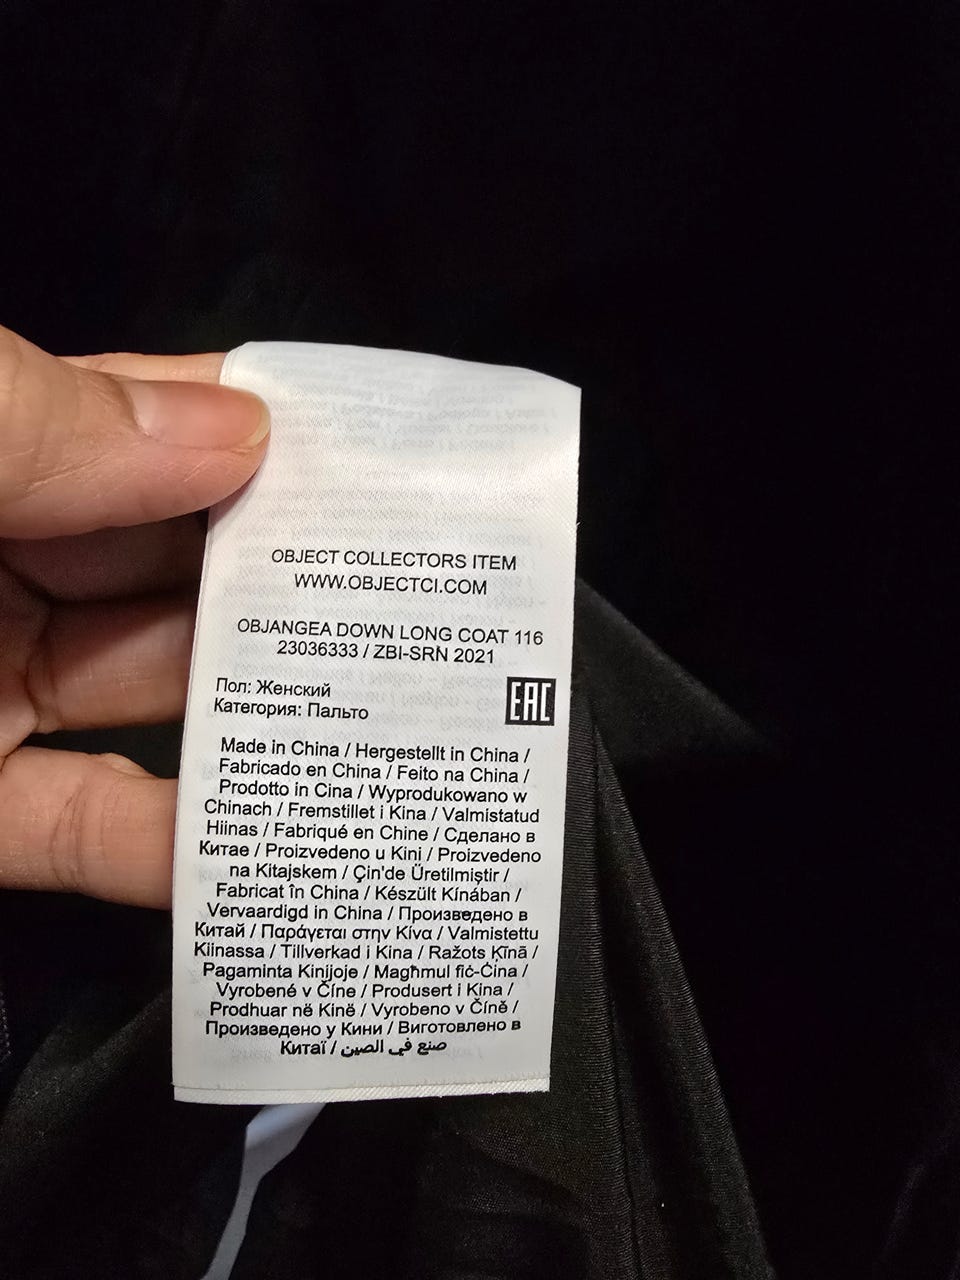 OBJECT COLLECTORS ITEM
WWW.OBJECTCI.COM
OBJANGEA DOWN LONG COAT 116
23036333 / ZBI-SRN 2021
Пол: Женский
Категория: Пальто
EAC
Made in China / Hergestellt in China /
Fabricado en China / Feito na China /
Prodotto in Cina / Wyprodukowano w
Chinach / Fremstillet i Kina / Valmistatud
Hiinas / Fabriqué en Chine / Сделано в
Китае / Proizvedeno u Kini / Proizvedeno
na Kitajskem / Çin'de Üretilmiştir /
Fabricat în China / Készült Kínában /
Vervaardigd in China / Произведено в
Китай / Παράγεται στην Κίνα / Valmistettu
Kiinassa / Tillverkad i Kina / Ražots Ķīnā /
Pagaminta Kinijoje / Magħmul fiċ-Ċina /
Vyrobené v Číne / Produsert i Kina /
Prodhuar në Kinë / Vyrobeno v Číně /
Произведено у Кини / Виготовлено в
Китаї / صنع في الصين